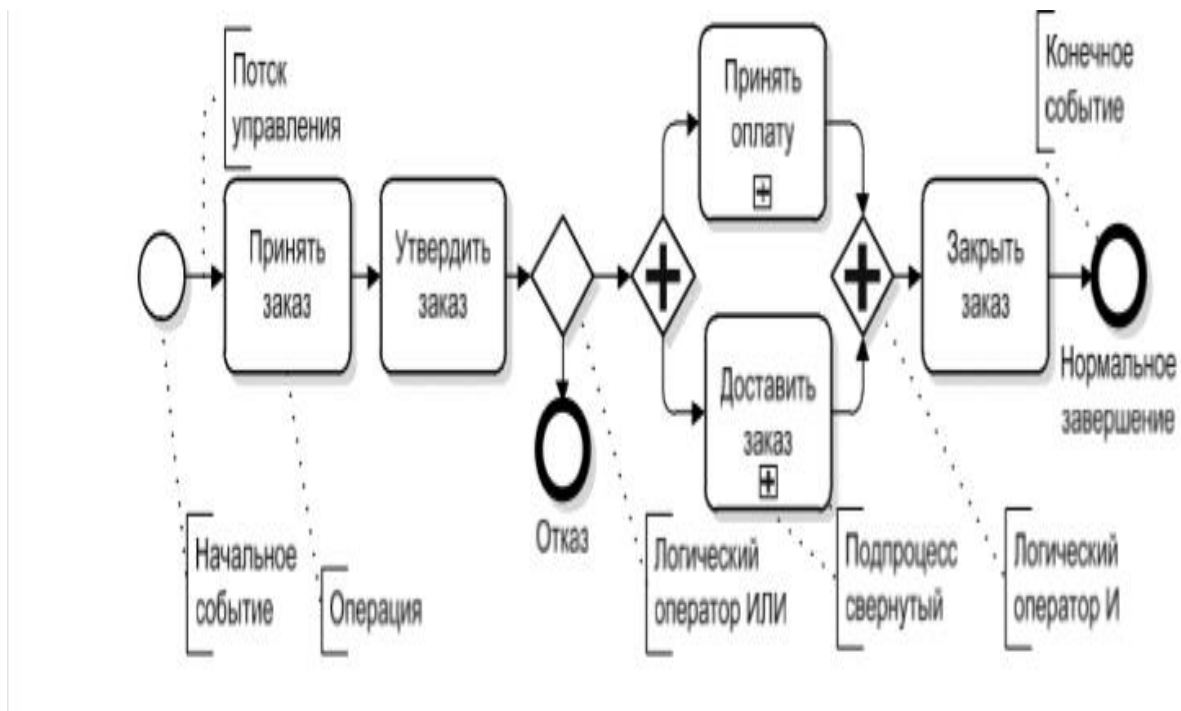 Поток
управления
Принять
оплату
Конечное
событие
Принять
заказ
Утвердить
заказ
Закрыть
заказ
Доставить
заказ
Нормальное
завершение
Отказ
Начальное
событие
Операция
Логический
оператор ИЛИ
Подпроцесс
свернутый
Логический
оператор И